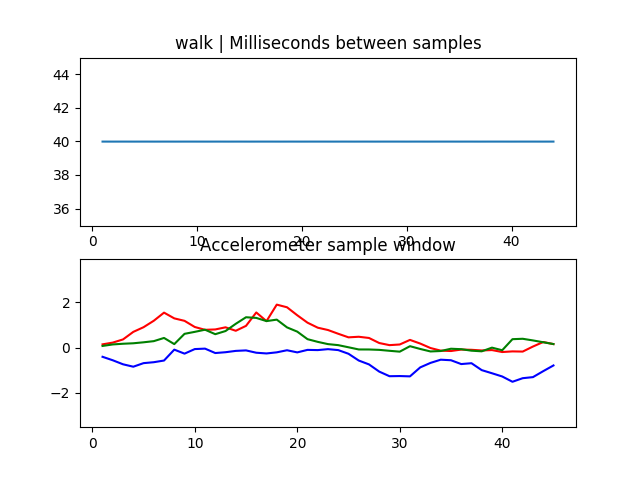 walk | Milliseconds between samples
44
42
40
38
36
0 10 20 30 40
Accelerometer sample window
2
0
−2
0 10 20 30 40